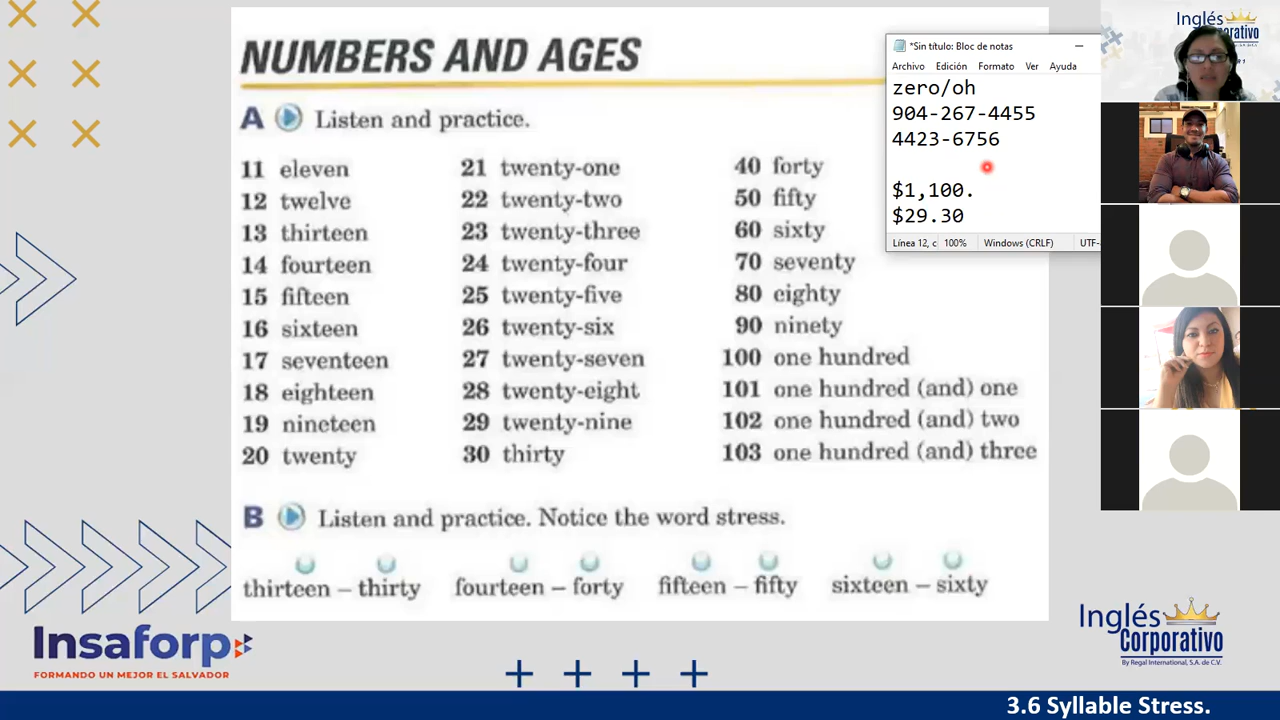 NUMBERS AND AGES
A Listen and practice.
11 eleven
12 twelve
13 thirteen
14 fourteen
15 fifteen
16 sixteen
17 seventeen
18 eighteen
19 nineteen
20 twenty
21 twenty-one
22 twenty-two
23 twenty-three
24 twenty-four
25 twenty-five
26 twenty-six
27 twenty-seven
28 twenty-eight
29 twenty-nine
30 thirty
40 forty
50 fifty
60 sixty
70 seventy
80 eighty
90 ninety
100 one hundred
101 one hundred (and) one
102 one hundred (and) two
103 one hundred (and) three
B Listen and practice. Notice the word stress.
thirteen – thirty fourteen – forty fifteen – fifty sixteen – sixty
*Sin título: Bloc de notas
Archivo Edición Formato Ver Ayuda
zero/oh
904-267-4455
4423-6756
$1,100.
$29.30
Línea 12, c 100% Windows (CRLF) UTF-
Inglés
Corporativo
Insaforp
FORMANDO UN MEJOR EL SALVADOR
Inglés
Corporativo
By Regal International, S.A. de C.V.
3.6 Syllable Stress.